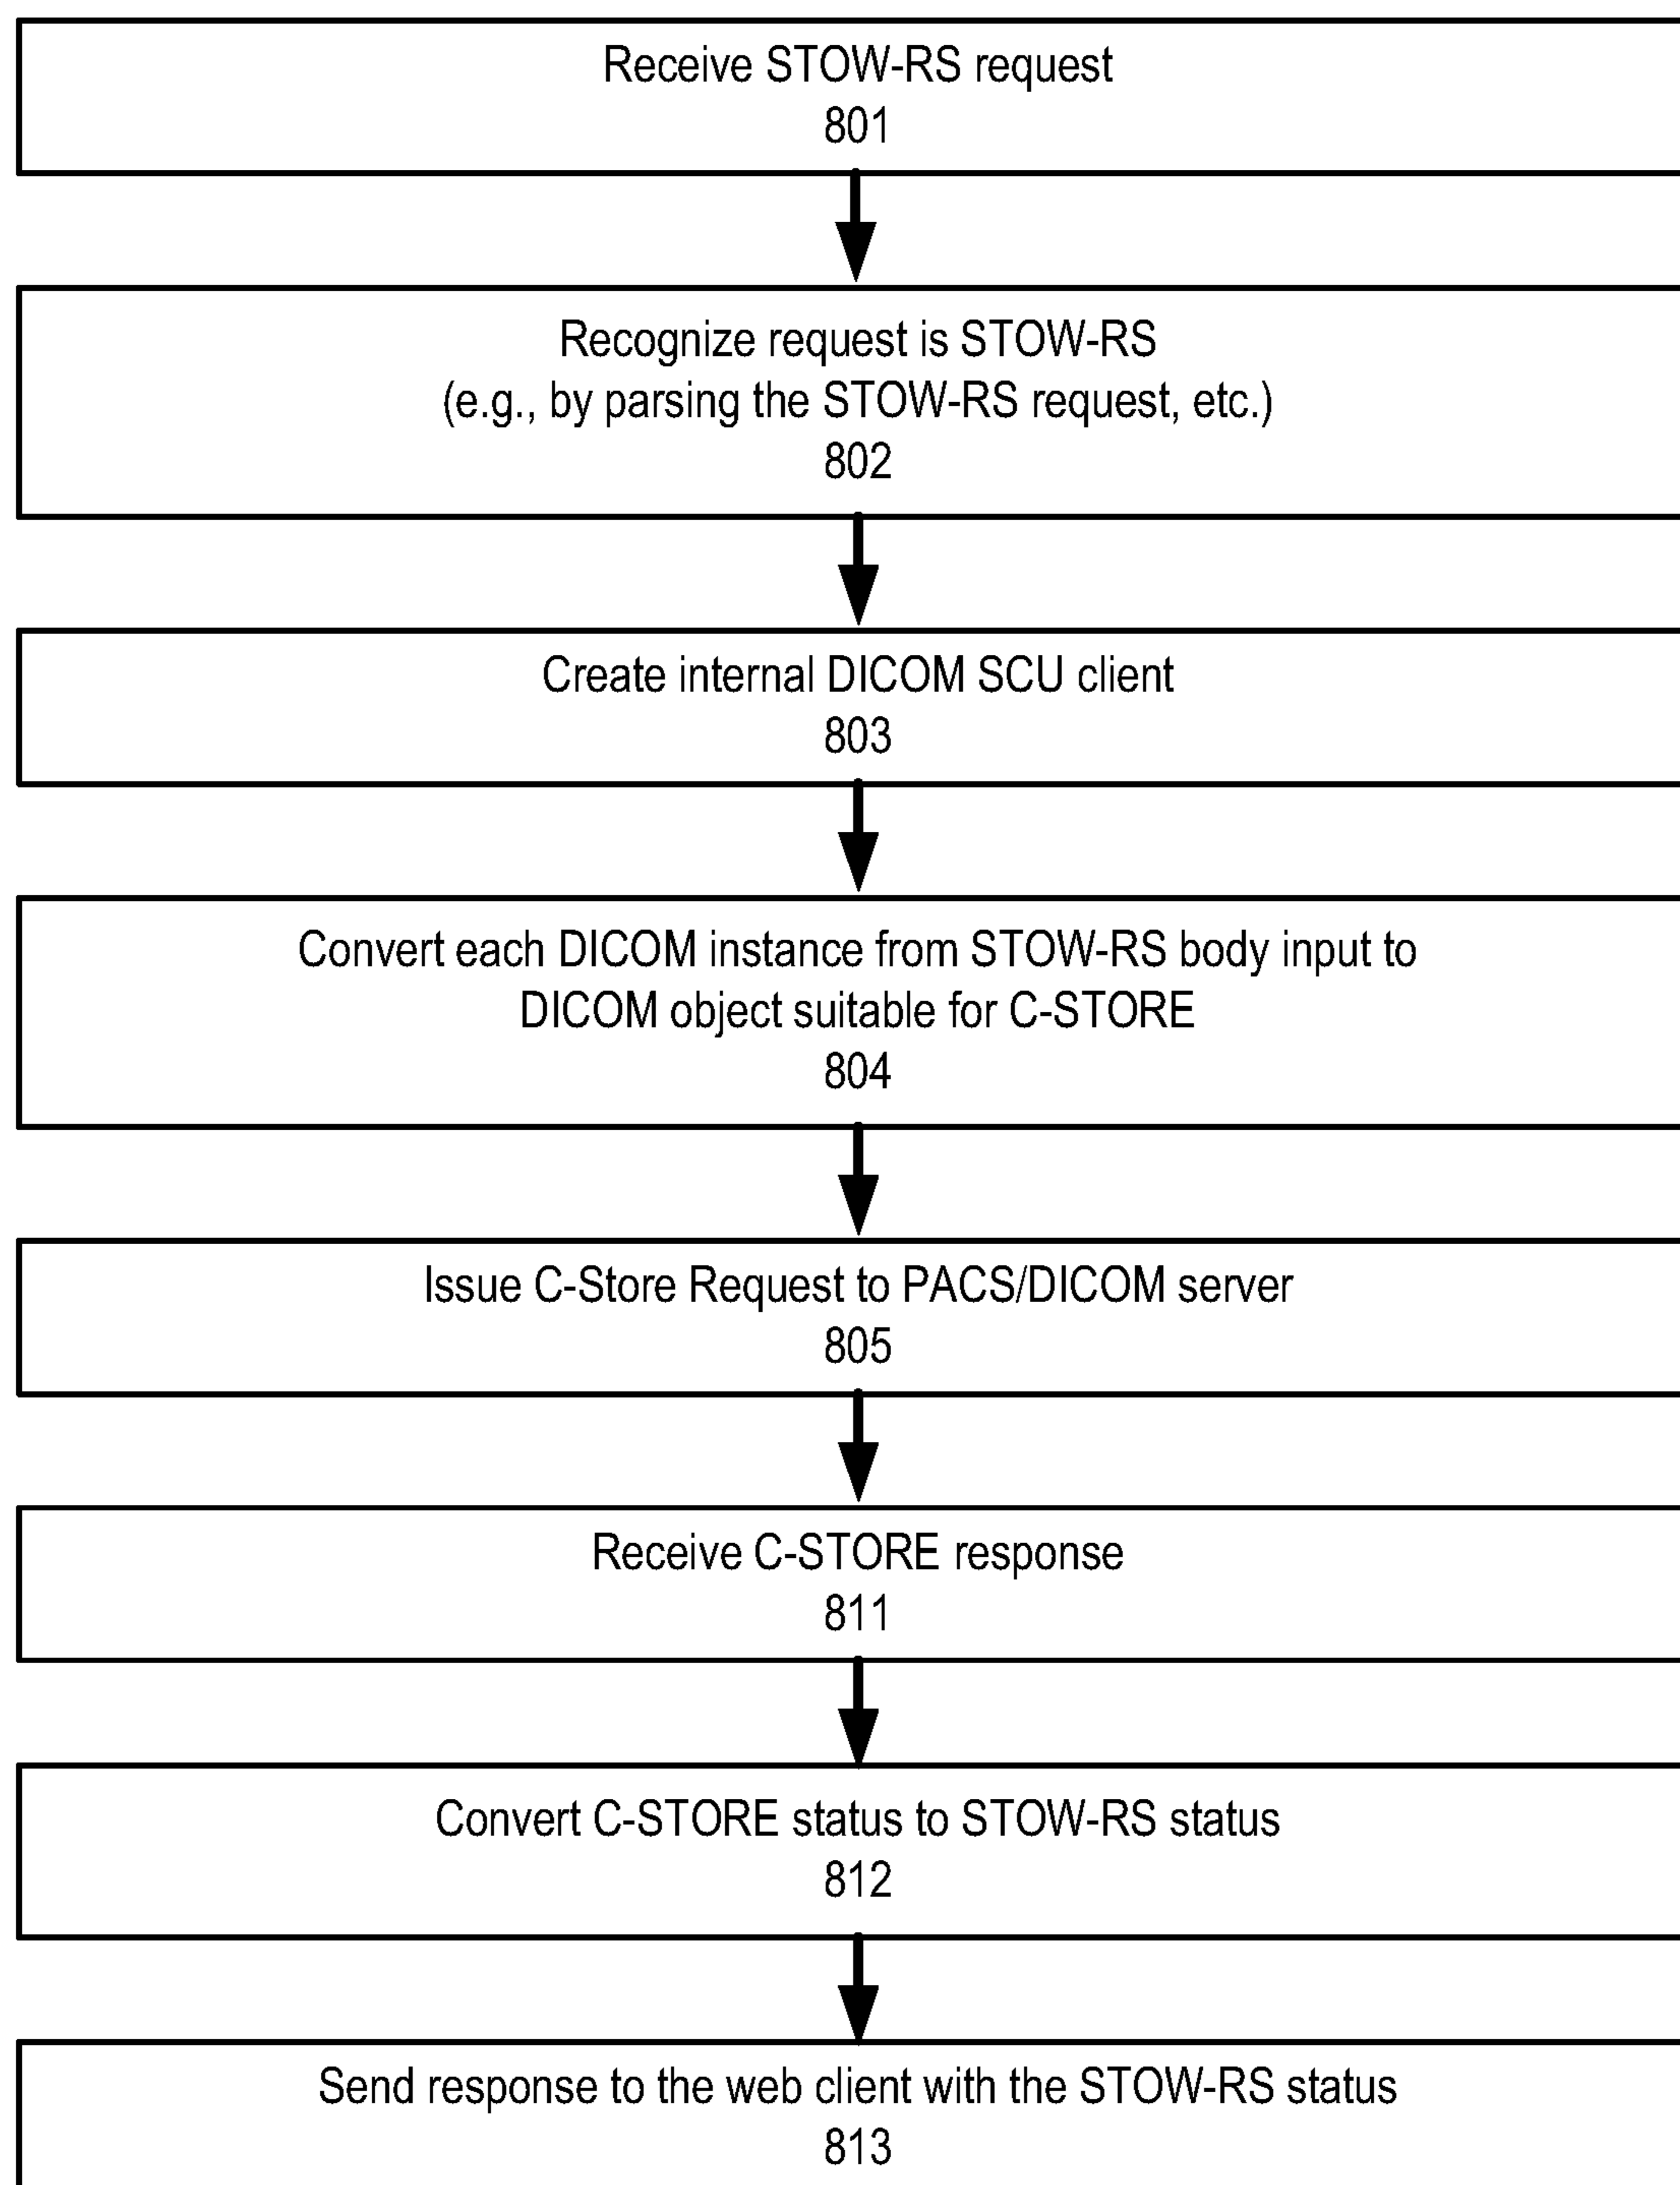 Receive STOW-RS request
801
Recognize request is STOW-RS
(e.g., by parsing the STOW-RS request, etc.)
802
Create internal DICOM SCU client
803
Convert each DICOM instance from STOW-RS body input to
DICOM object suitable for C-STORE
804
Issue C-Store Request to PACS/DICOM server
805
Receive C-STORE response
811
Convert C-STORE status to STOW-RS status
812
Send response to the web client with the STOW-RS status
813